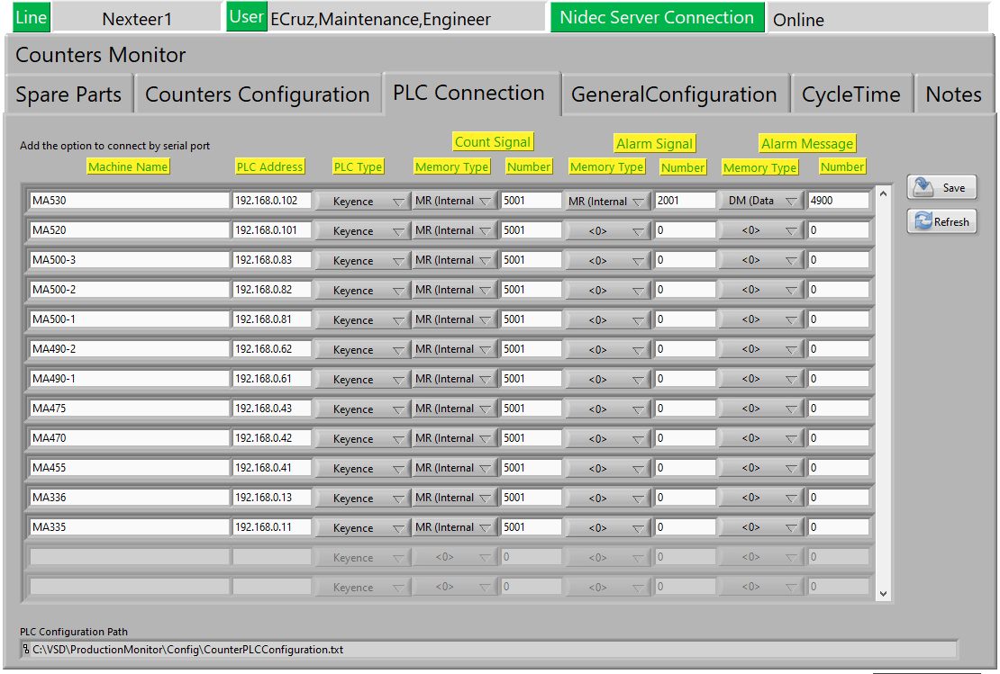 Line Nexteer1 User ECruz,Maintenance,Engineer Nidec Server Connection Online
Counters Monitor
Spare Parts Counters Configuration PLC Connection GeneralConfiguration CycleTime Notes
Add the option to connect by serial port Count Signal Alarm Signal Alarm Message
Machine Name PLC Address PLC Type Memory Type Number Memory Type Number Memory Type Number
MA530 192.168.0.102 Keyence MR (Internal 5001 MR (Internal 2001 DM (Data 4900 Save
MA520 192.168.0.101 Keyence MR (Internal 5001 <0> 0 <0> 0 Refresh
MA500-3 192.168.0.83 Keyence MR (Internal 5001 <0> 0 <0> 0
MA500-2 192.168.0.82 Keyence MR (Internal 5001 <0> 0 <0> 0
MA500-1 192.168.0.81 Keyence MR (Internal 5001 <0> 0 <0> 0
MA490-2 192.168.0.62 Keyence MR (Internal 5001 <0> 0 <0> 0
MA490-1 192.168.0.61 Keyence MR (Internal 5001 <0> 0 <0> 0
MA475 192.168.0.43 Keyence MR (Internal 5001 <0> 0 <0> 0
MA470 192.168.0.42 Keyence MR (Internal 5001 <0> 0 <0> 0
MA455 192.168.0.41 Keyence MR (Internal 5001 <0> 0 <0> 0
MA336 192.168.0.13 Keyence MR (Internal 5001 <0> 0 <0> 0
MA335 192.168.0.11 Keyence MR (Internal 5001 <0> 0 <0> 0
Keyence <0> 0 <0> 0 <0> 0
Keyence <0> 0 <0> 0 <0> 0
PLC Configuration Path
C:\VSD\ProductionMonitor\Config\CounterPLCConfiguration.txt